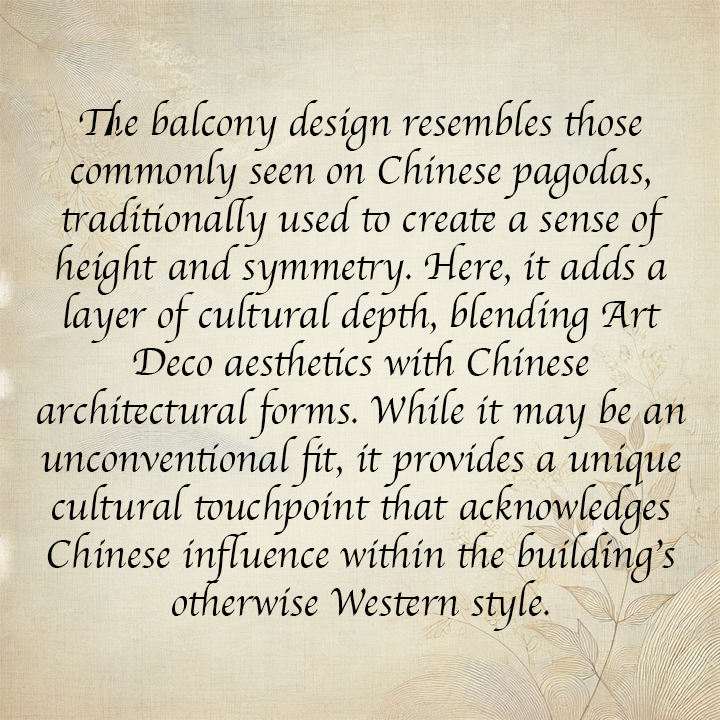 The balcony design resembles those
commonly seen on Chinese pagodas,
traditionally used to create a sense of
height and symmetry. Here, it adds a
layer of cultural depth, blending Art
Deco aesthetics with Chinese
architectural forms. While it may be an
unconventional fit, it provides a unique
cultural touchpoint that acknowledges
Chinese influence within the building's
otherwise Western style.